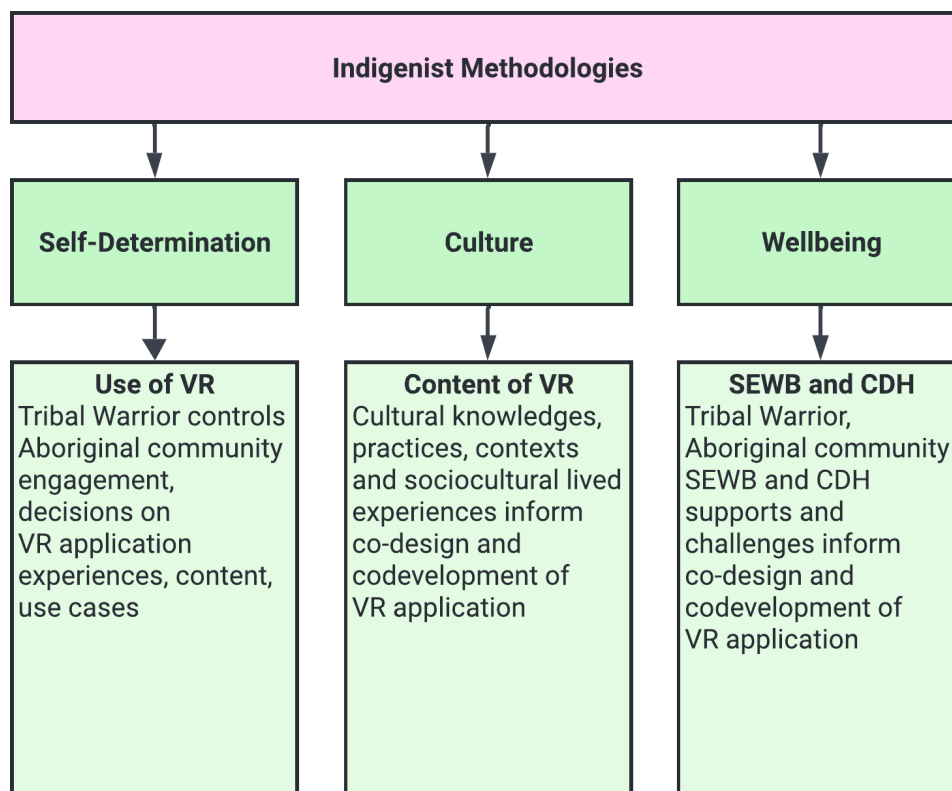 Indigenist Methodologies
Self-Determination
Culture
Wellbeing
Use of VR
Tribal Warrior controls
Aboriginal community
engagement,
decisions on
VR application
experiences, content,
use cases
Content of VR
Cultural knowledges,
practices, contexts
and sociocultural lived
experiences inform
co-design and
codevelopment of
VR application
SEWB and CDH
Tribal Warrior,
Aboriginal community
SEWB and CDH
supports and
challenges inform
co-design and
codevelopment of
VR application